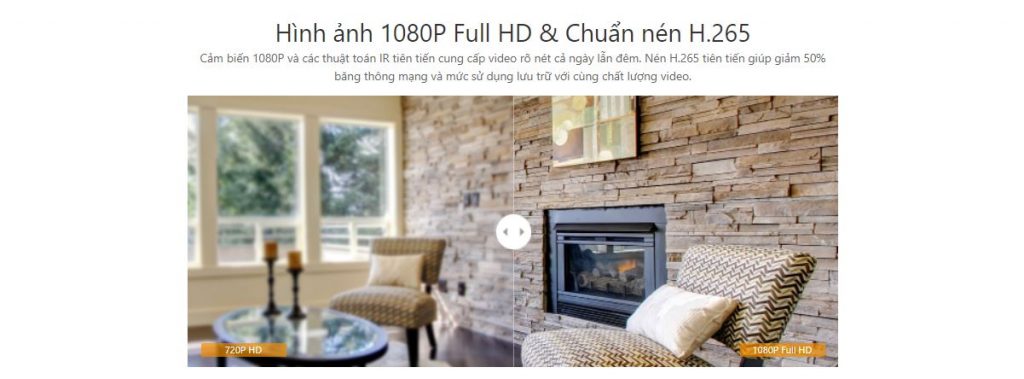 Hình ảnh 1080P Full HD & Chuẩn nén H.265
Cảm biến 1080P và các thuật toán IR tiên tiến cung cấp video rõ nét cả ngày lẫn đêm. Nén H.265 tiên tiến giúp giảm 50%
băng thông mạng và mức sử dụng lưu trữ với cùng chất lượng video.
720P HD
1080P Full HD